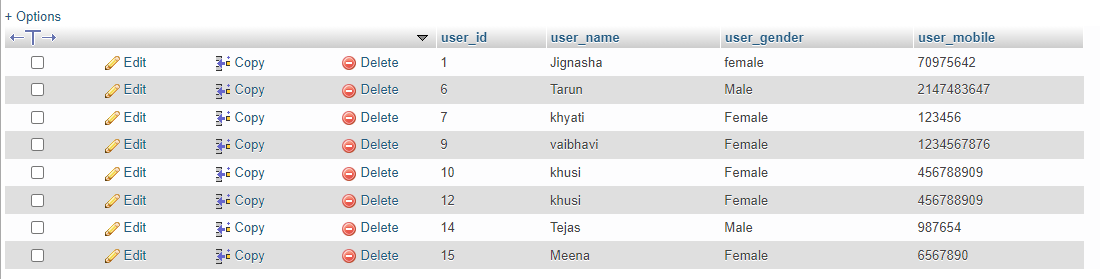 + Options
user_id user_name user_gender user_mobile
Edit Copy Delete 1 Jignasha female 70975642
Edit Copy Delete 6 Tarun Male 2147483647
Edit Copy Delete 7 khyati Female 123456
Edit Copy Delete 9 vaibhavi Female 1234567876
Edit Copy Delete 10 khusi Female 456788909
Edit Copy Delete 12 khusi Female 456788909
Edit Copy Delete 14 Tejas Male 987654
Edit Copy Delete 15 Meena Female 6567890